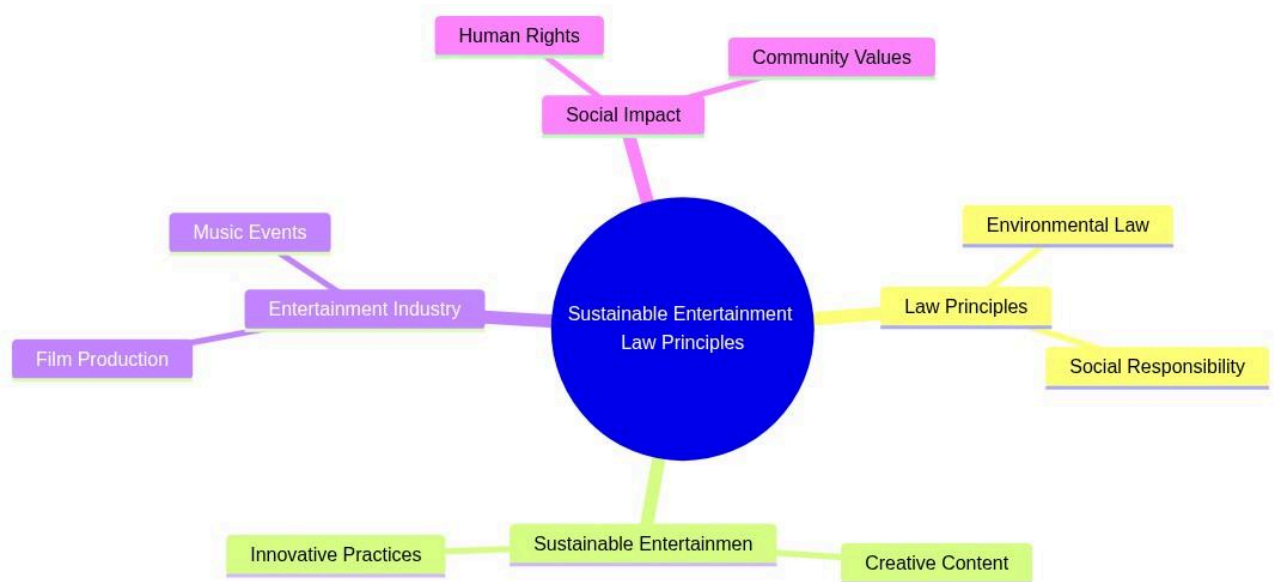 Human Rights
Community Values
Social Impact
Music Events
Environmental Law
Entertainment Industry
Law Principles
Sustainable Entertainment
Law Principles
Film Production
Social Responsibility
Innovative Practices
Sustainable Entertainmen
Creative Content